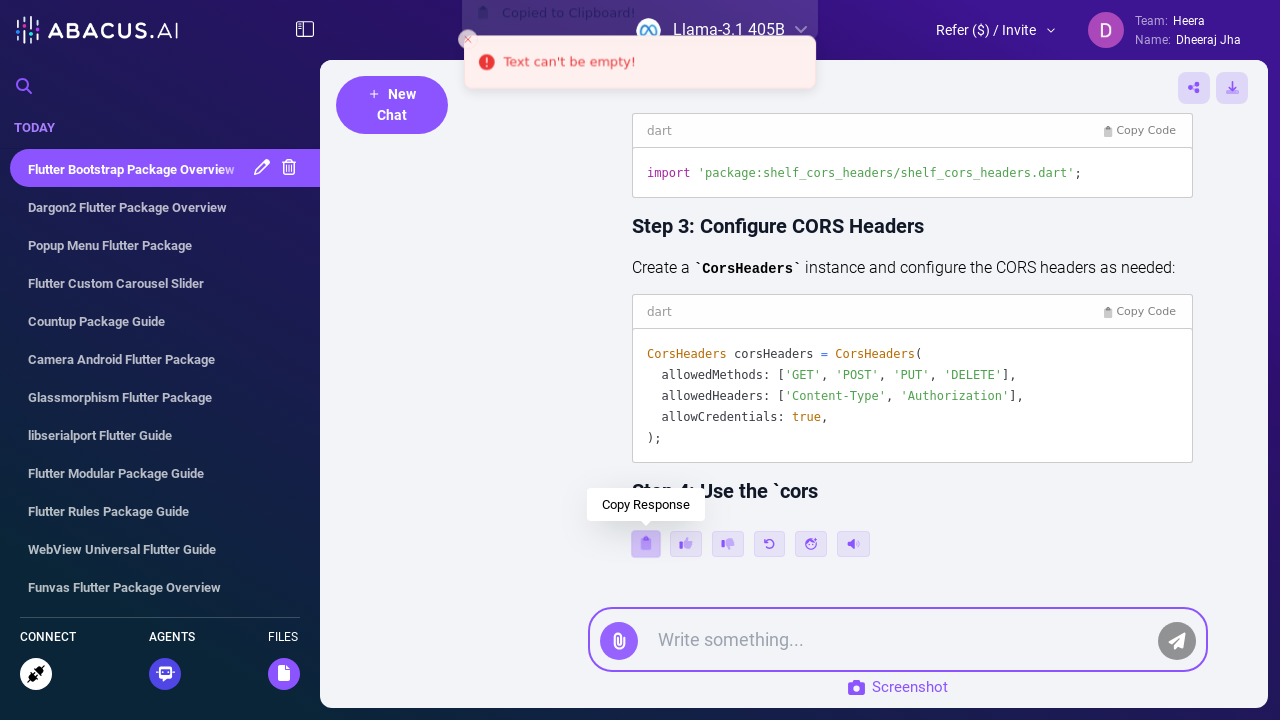 ABACUS.AI
Copied to Clipboard!
Llama-3.1 405B
Refer ($) / Invite
D
Team: Heera
Name: Dheeraj Jha
Text can't be empty!
TODAY
Flutter Bootstrap Package Overview
Dargon2 Flutter Package Overview
Popup Menu Flutter Package
Flutter Custom Carousel Slider
Countup Package Guide
Camera Android Flutter Package
Glassmorphism Flutter Package
libserialport Flutter Guide
Flutter Modular Package Guide
Flutter Rules Package Guide
WebView Universal Flutter Guide
Funvas Flutter Package Overview
CONNECT
AGENTS
FILES
+ New
Chat
dart
Copy Code
import 'package:shelf_cors_headers/shelf_cors_headers.dart';
Step 3: Configure CORS Headers
Create a `CorsHeaders` instance and configure the CORS headers as needed:
dart
Copy Code
CorsHeaders corsHeaders = CorsHeaders(
allowedMethods: ['GET', 'POST', 'PUT', 'DELETE'],
allowedHeaders: ['Content-Type', 'Authorization'],
allowCredentials: true,
);
Step 4: Use the `cors
Copy Response
Write something...
Screenshot